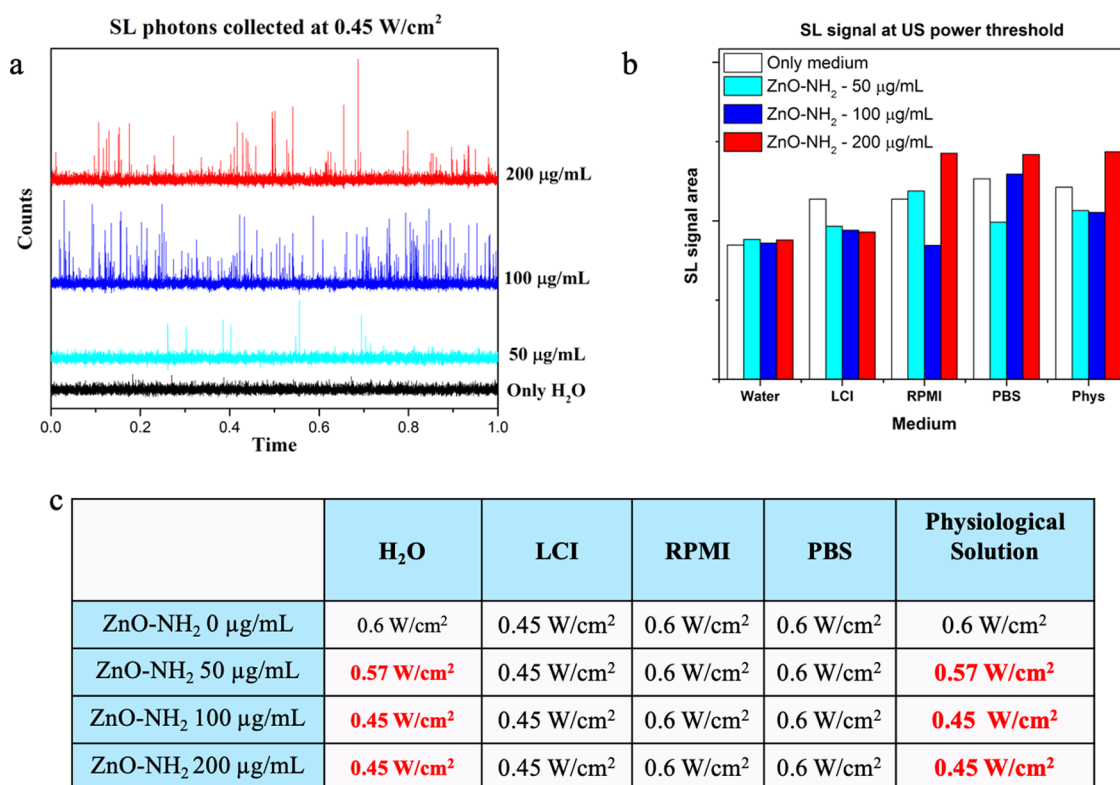 SL photons collected at 0.45 W/cm²
a
Counts
200 µg/mL
100 µg/mL
50 µg/mL
Only H₂O
0.0 0.2 0.4 0.6 0.8 1.0
Time
SL signal at US power threshold
b
Only medium
ZnO-NH₂ - 50 µg/mL
ZnO-NH₂ - 100 µg/mL
ZnO-NH₂ - 200 µg/mL
SL signal area
Water LCI RPMI PBS Phys
Medium
c
H₂O LCI RPMI PBS Physiological
Solution
ZnO-NH₂ 0 µg/mL 0.6 W/cm² 0.45 W/cm² 0.6 W/cm² 0.6 W/cm² 0.6 W/cm²
ZnO-NH₂ 50 µg/mL 0.57 W/cm² 0.45 W/cm² 0.6 W/cm² 0.6 W/cm² 0.57 W/cm²
ZnO-NH₂ 100 µg/mL 0.45 W/cm² 0.45 W/cm² 0.6 W/cm² 0.6 W/cm² 0.45 W/cm²
ZnO-NH₂ 200 µg/mL 0.45 W/cm² 0.45 W/cm² 0.6 W/cm² 0.6 W/cm² 0.45 W/cm²